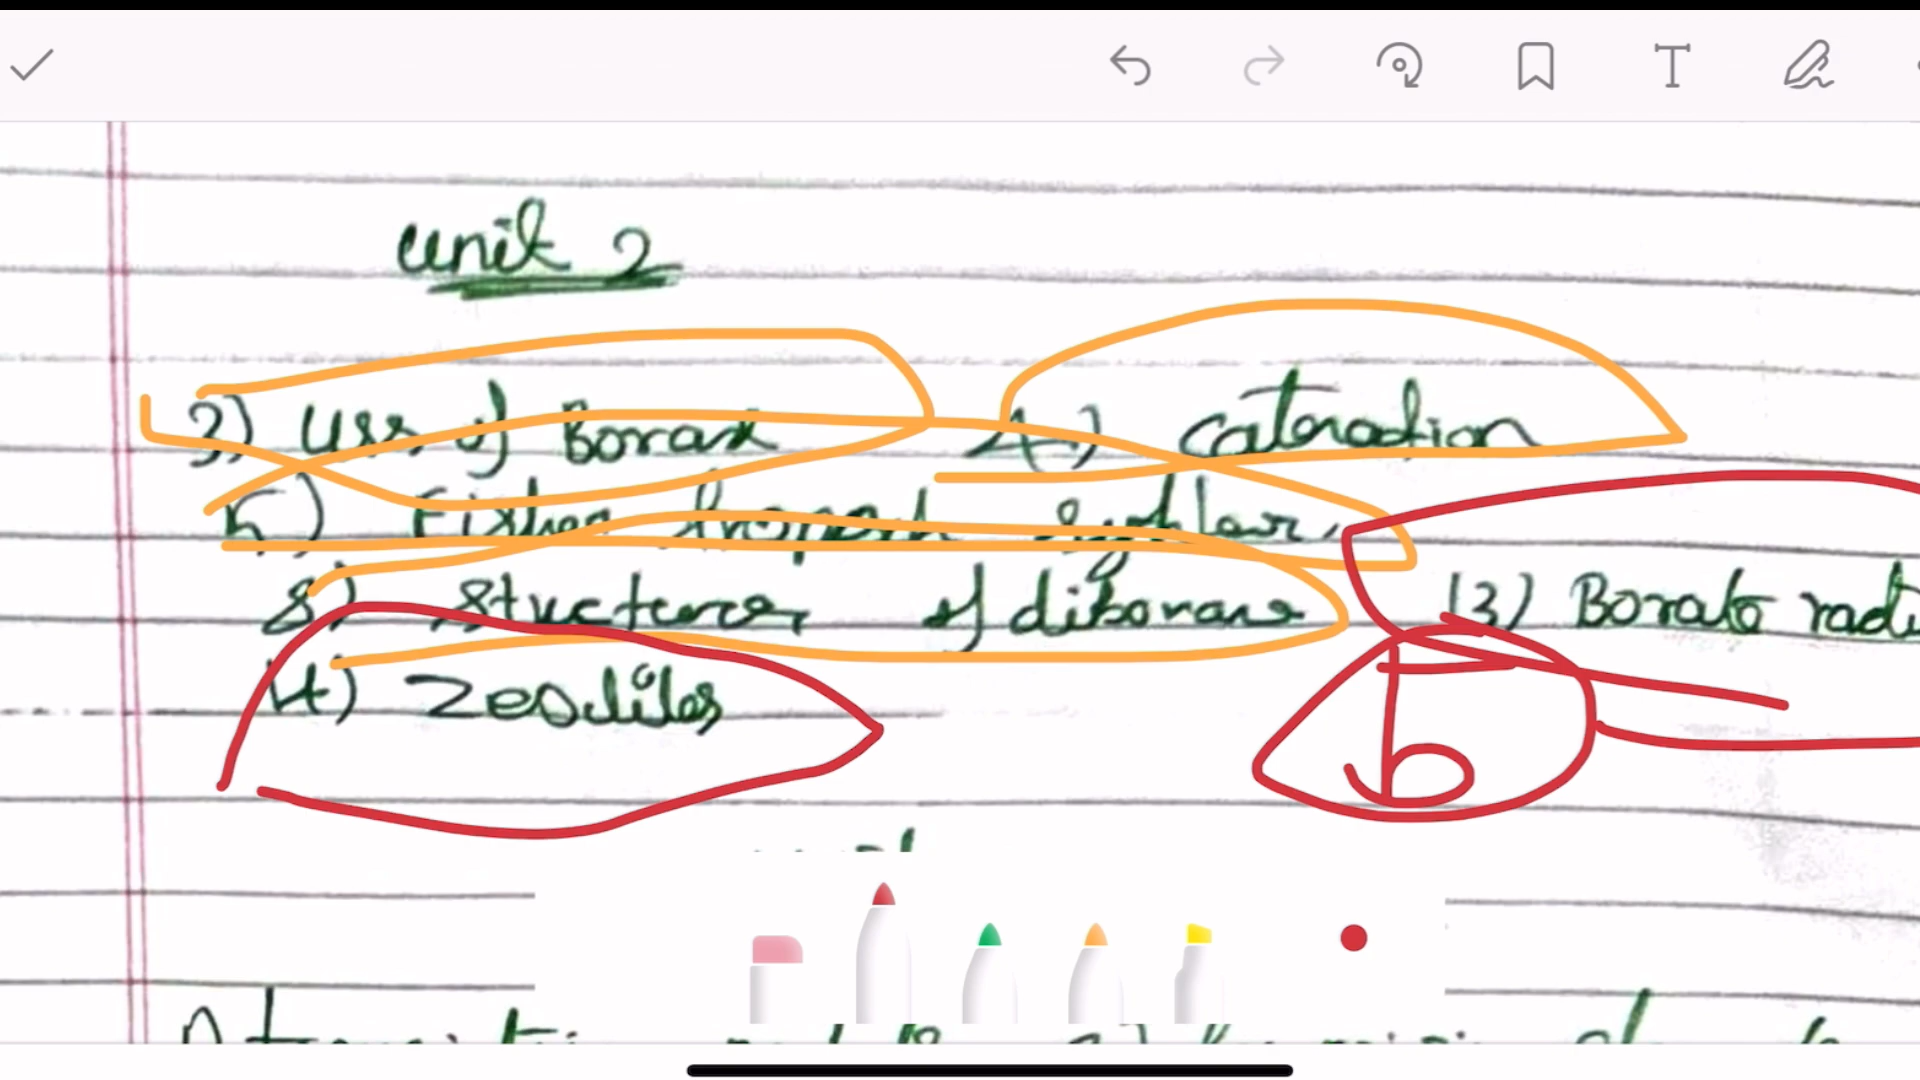 unit 2
3) Uses of Borax 4) catenation
5) Fisher tropsch synthesis,
8) structures of diborane 13) Borate radi
14) Zeolites
b